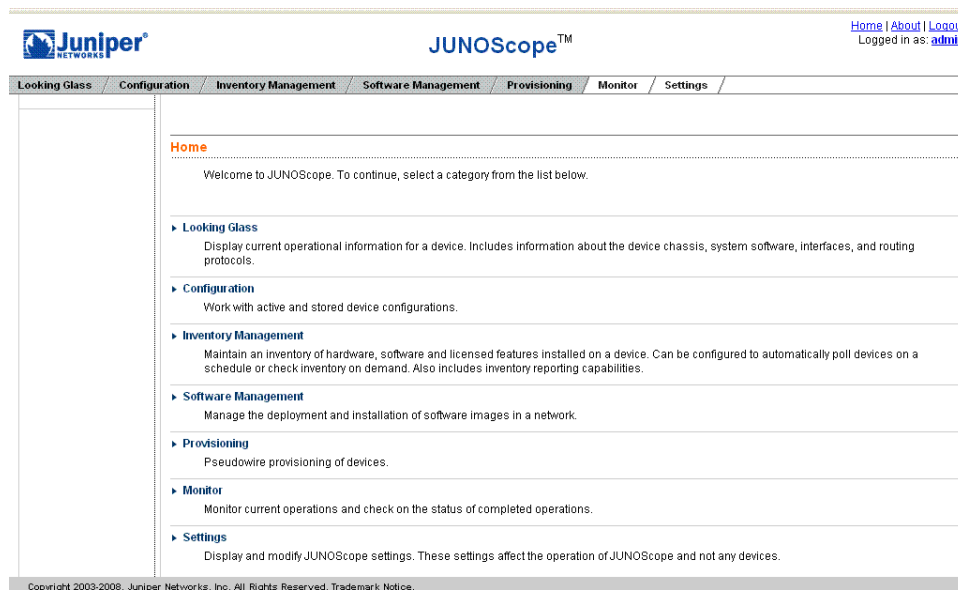 Juniper®
NETWORKS
JUNOScope™
Home | About | Logou
Logged in as: admi
Looking Glass / Configuration / Inventory Management / Software Management / Provisioning / Monitor / Settings /
Home
Welcome to JUNOScope. To continue, select a category from the list below.
Looking Glass
Display current operational information for a device. Includes information about the device chassis, system software, interfaces, and routing
protocols.
Configuration
Work with active and stored device configurations.
Inventory Management
Maintain an inventory of hardware, software and licensed features installed on a device. Can be configured to automatically poll devices on a
schedule or check inventory on demand. Also includes inventory reporting capabilities.
Software Management
Manage the deployment and installation of software images in a network.
Provisioning
Pseudowire provisioning of devices.
Monitor
Monitor current operations and check on the status of completed operations.
Settings
Display and modify JUNOScope settings. These settings affect the operation of JUNOScope and not any devices.
Copyright 2003-2008, Juniper Networks, Inc. All Rights Reserved. Trademark Notice.